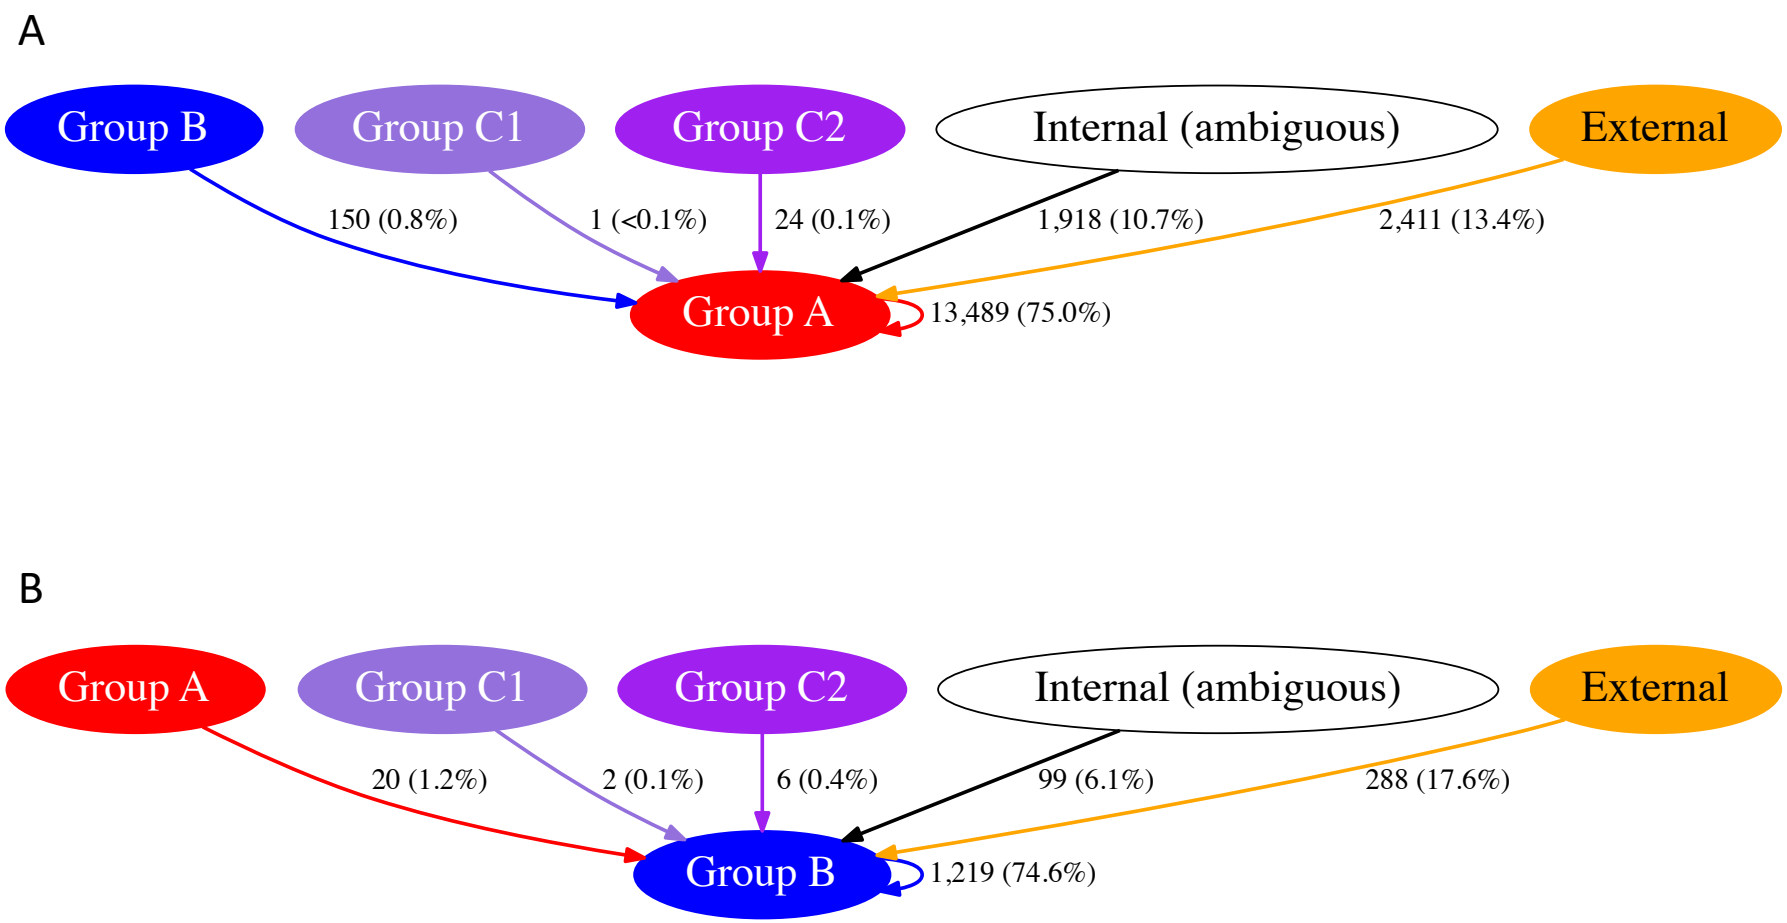 A
Group B
Group C1
Group C2
Internal (ambiguous)
External
150 (0.8%)
1 (<0.1%)
24 (0.1%)
1,918 (10.7%)
2,411 (13.4%)
Group A
13,489 (75.0%)
B
Group A
Group C1
Group C2
Internal (ambiguous)
External
20 (1.2%)
2 (0.1%)
6 (0.4%)
99 (6.1%)
288 (17.6%)
Group B
1,219 (74.6%)